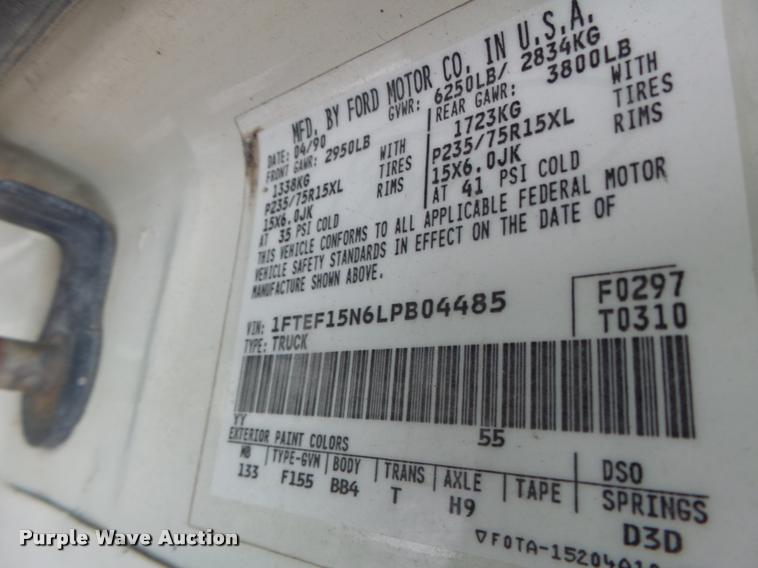 MFD. BY FORD MOTOR CO. IN U.S.A.
DATE: 04/90 GVWR: 6250LB/ 2834KG
FRONT GAWR: 2950LB REAR GAWR: 3800LB
1338KG WITH 1723KG WITH
P235/75R15XL TIRES P235/75R15XL TIRES
15X6.0JK RIMS 15X6.0JK RIMS
AT 35 PSI COLD AT 41 PSI COLD
THIS VEHICLE CONFORMS TO ALL APPLICABLE FEDERAL MOTOR
VEHICLE SAFETY STANDARDS IN EFFECT ON THE DATE OF
MANUFACTURE SHOWN ABOVE.
VIN: 1FTEF15N6LPB04485 F0297
TYPE: TRUCK T0310
YY 55
EXTERIOR PAINT COLORS DSO
WB TYPE-GVM BODY TRANS AXLE TAPE SPRINGS
133 F155 BB4 T H9 D3D
Purple Wave Auction